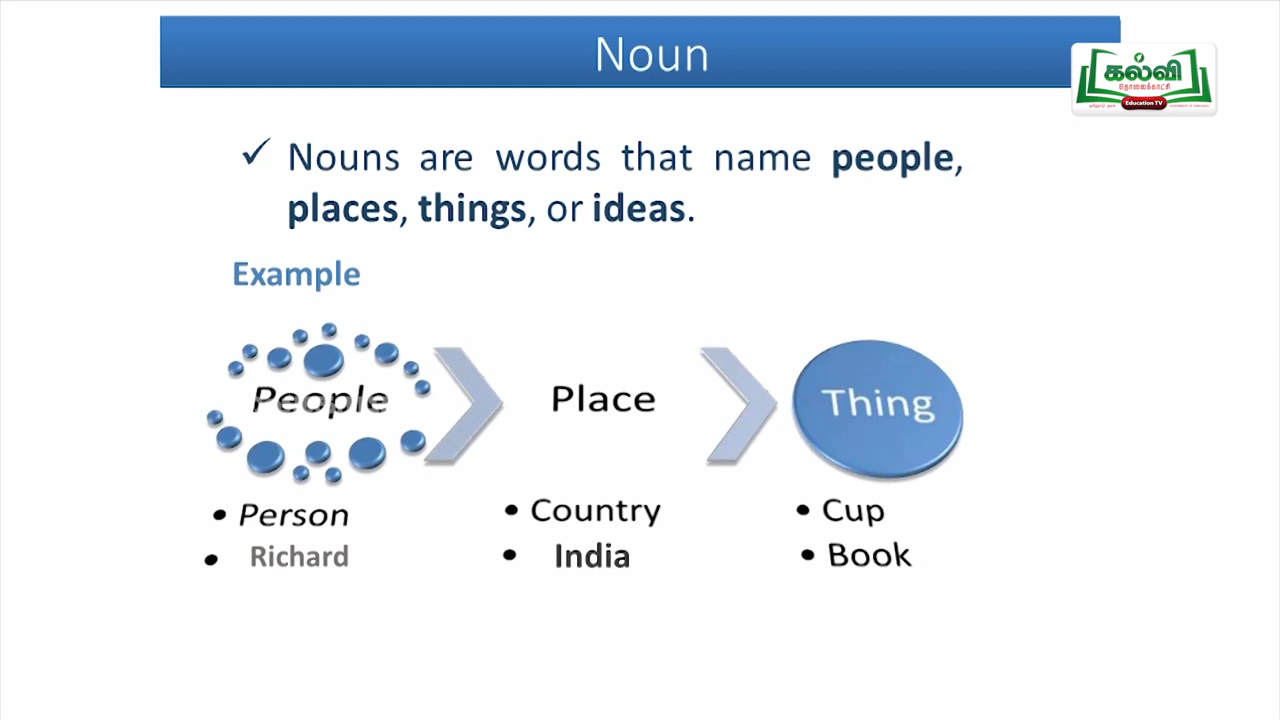 Noun
கல்வி
தொலைக்காட்சி
Education TV
✓ Nouns are words that name people,
places, things, or ideas.
Example
People
Place
Thing
• Person
• Richard
• Country
• India
• Cup
• Book